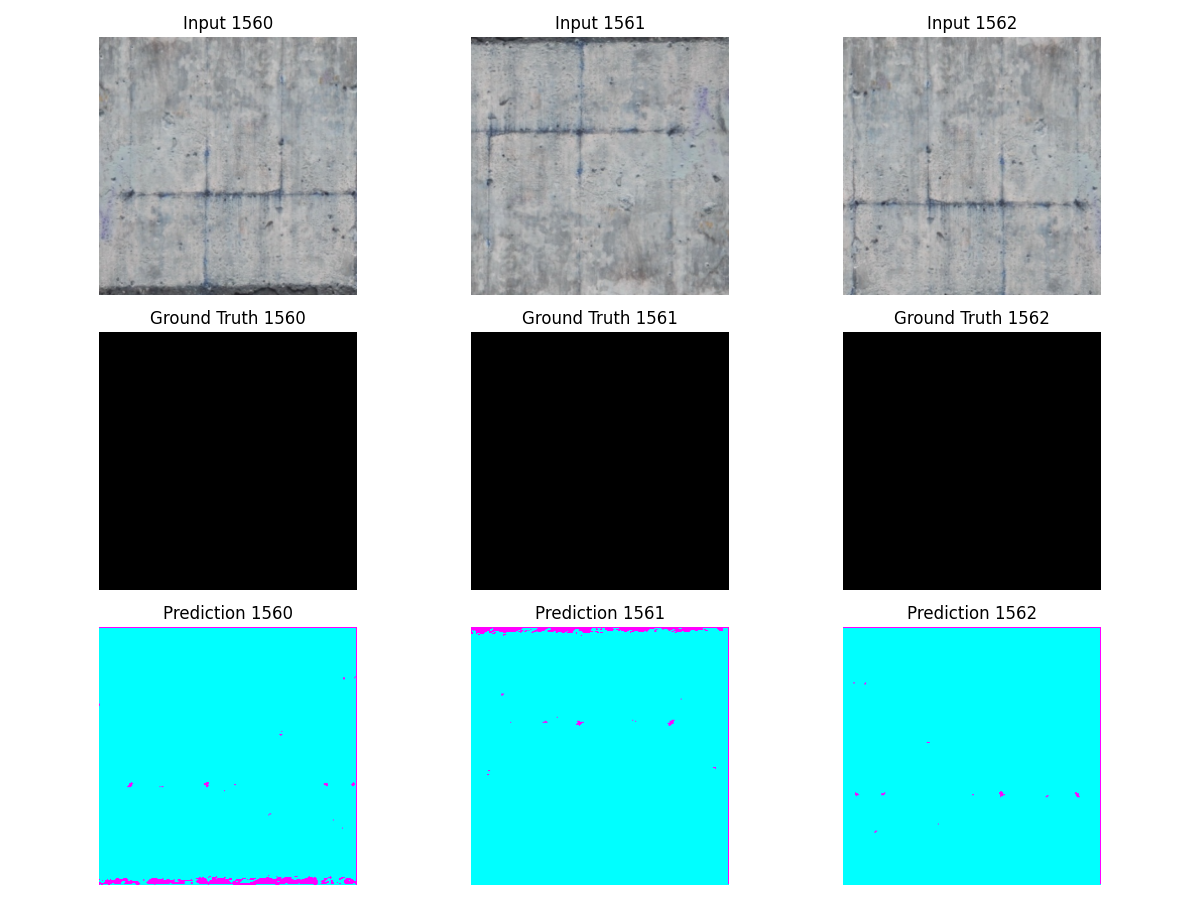 Input 1560
Input 1561
Input 1562
Ground Truth 1560
Ground Truth 1561
Ground Truth 1562
Prediction 1560
Prediction 1561
Prediction 1562